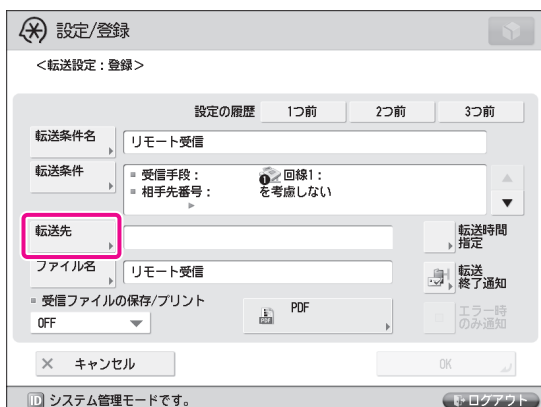 設定/登録
<転送設定：登録>
設定の履歴 1つ前 2つ前 3つ前
転送条件名 リモート受信
転送条件 ▪ 受信手段： 回線1：
▪ 相手先番号： を考慮しない
転送先
転送時間
指定
ファイル名 リモート受信
転送
終了通知
▪ 受信ファイルの保存/プリント
OFF
PDF
エラー時
のみ通知
× キャンセル
OK
ID システム管理モードです。
ログアウト